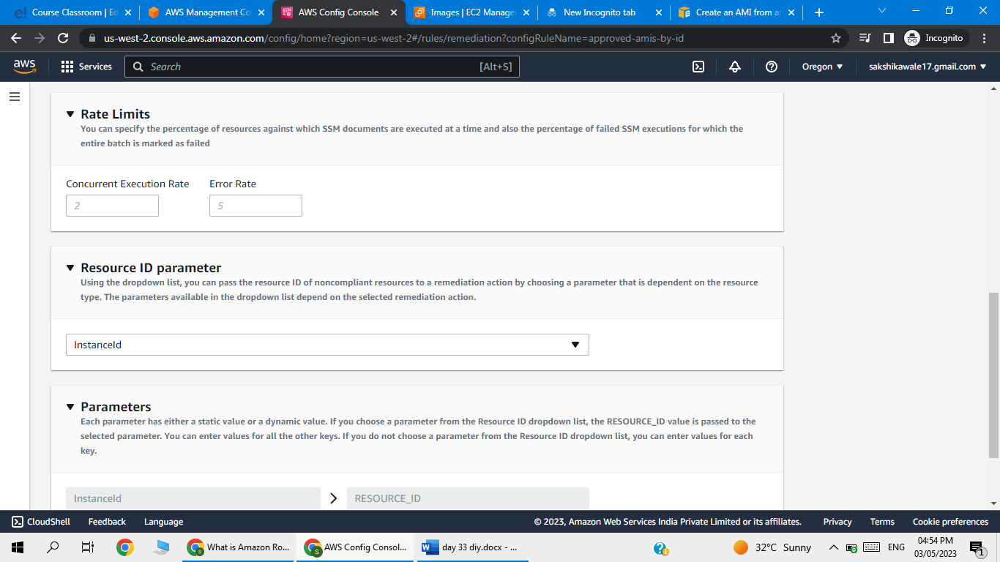 Course Classroom | Ed
AWS Management Co
AWS Config Console
Images | EC2 Manage
New Incognito tab
Create an AMI from a
us-west-2.console.aws.amazon.com/config/home?region=us-west-2#/rules/remediation?configRuleName=approved-amis-by-id
Incognito
aws
Services
Search
[Alt+S]
Oregon
sakshikawale17.gmail.com
Rate Limits
You can specify the percentage of resources against which SSM documents are executed at a time and also the percentage of failed SSM executions for which the
entire batch is marked as failed
Concurrent Execution Rate Error Rate
2 5
Resource ID parameter
Using the dropdown list, you can pass the resource ID of noncompliant resources to a remediation action by choosing a parameter that is dependent on the resource
type. The parameters available in the dropdown list depend on the selected remediation action.
InstanceId
Parameters
Each parameter has either a static value or a dynamic value. If you choose a parameter from the Resource ID dropdown list, the RESOURCE_ID value is passed to the
selected parameter. You can enter values for all the other keys. If you do not choose a parameter from the Resource ID dropdown list, you can enter values for each
key.
InstanceId RESOURCE_ID
CloudShell Feedback Language © 2023, Amazon Web Services India Private Limited or its affiliates. Privacy Terms Cookie preferences
What is Amazon Ro...
AWS Config Consol...
day 33 diy.docx - ...
32°C Sunny
ENG
04:54 PM
03/05/2023
1